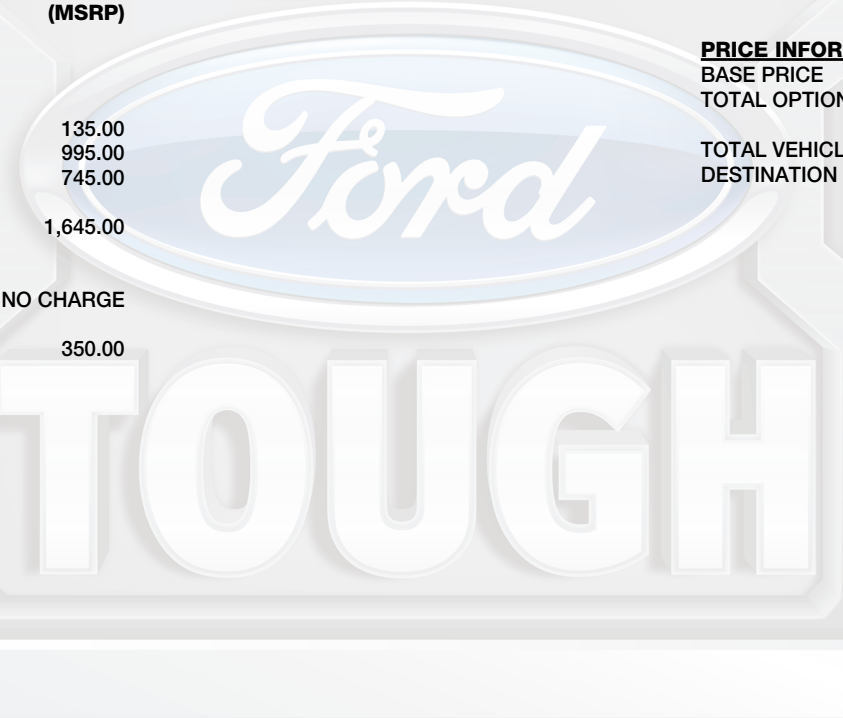 (MSRP)
135.00
995.00
745.00
1,645.00
NO CHARGE
350.00
PRICE INFOR
BASE PRICE
TOTAL OPTION
TOTAL VEHICL
DESTINATION
Ford
TOUGH